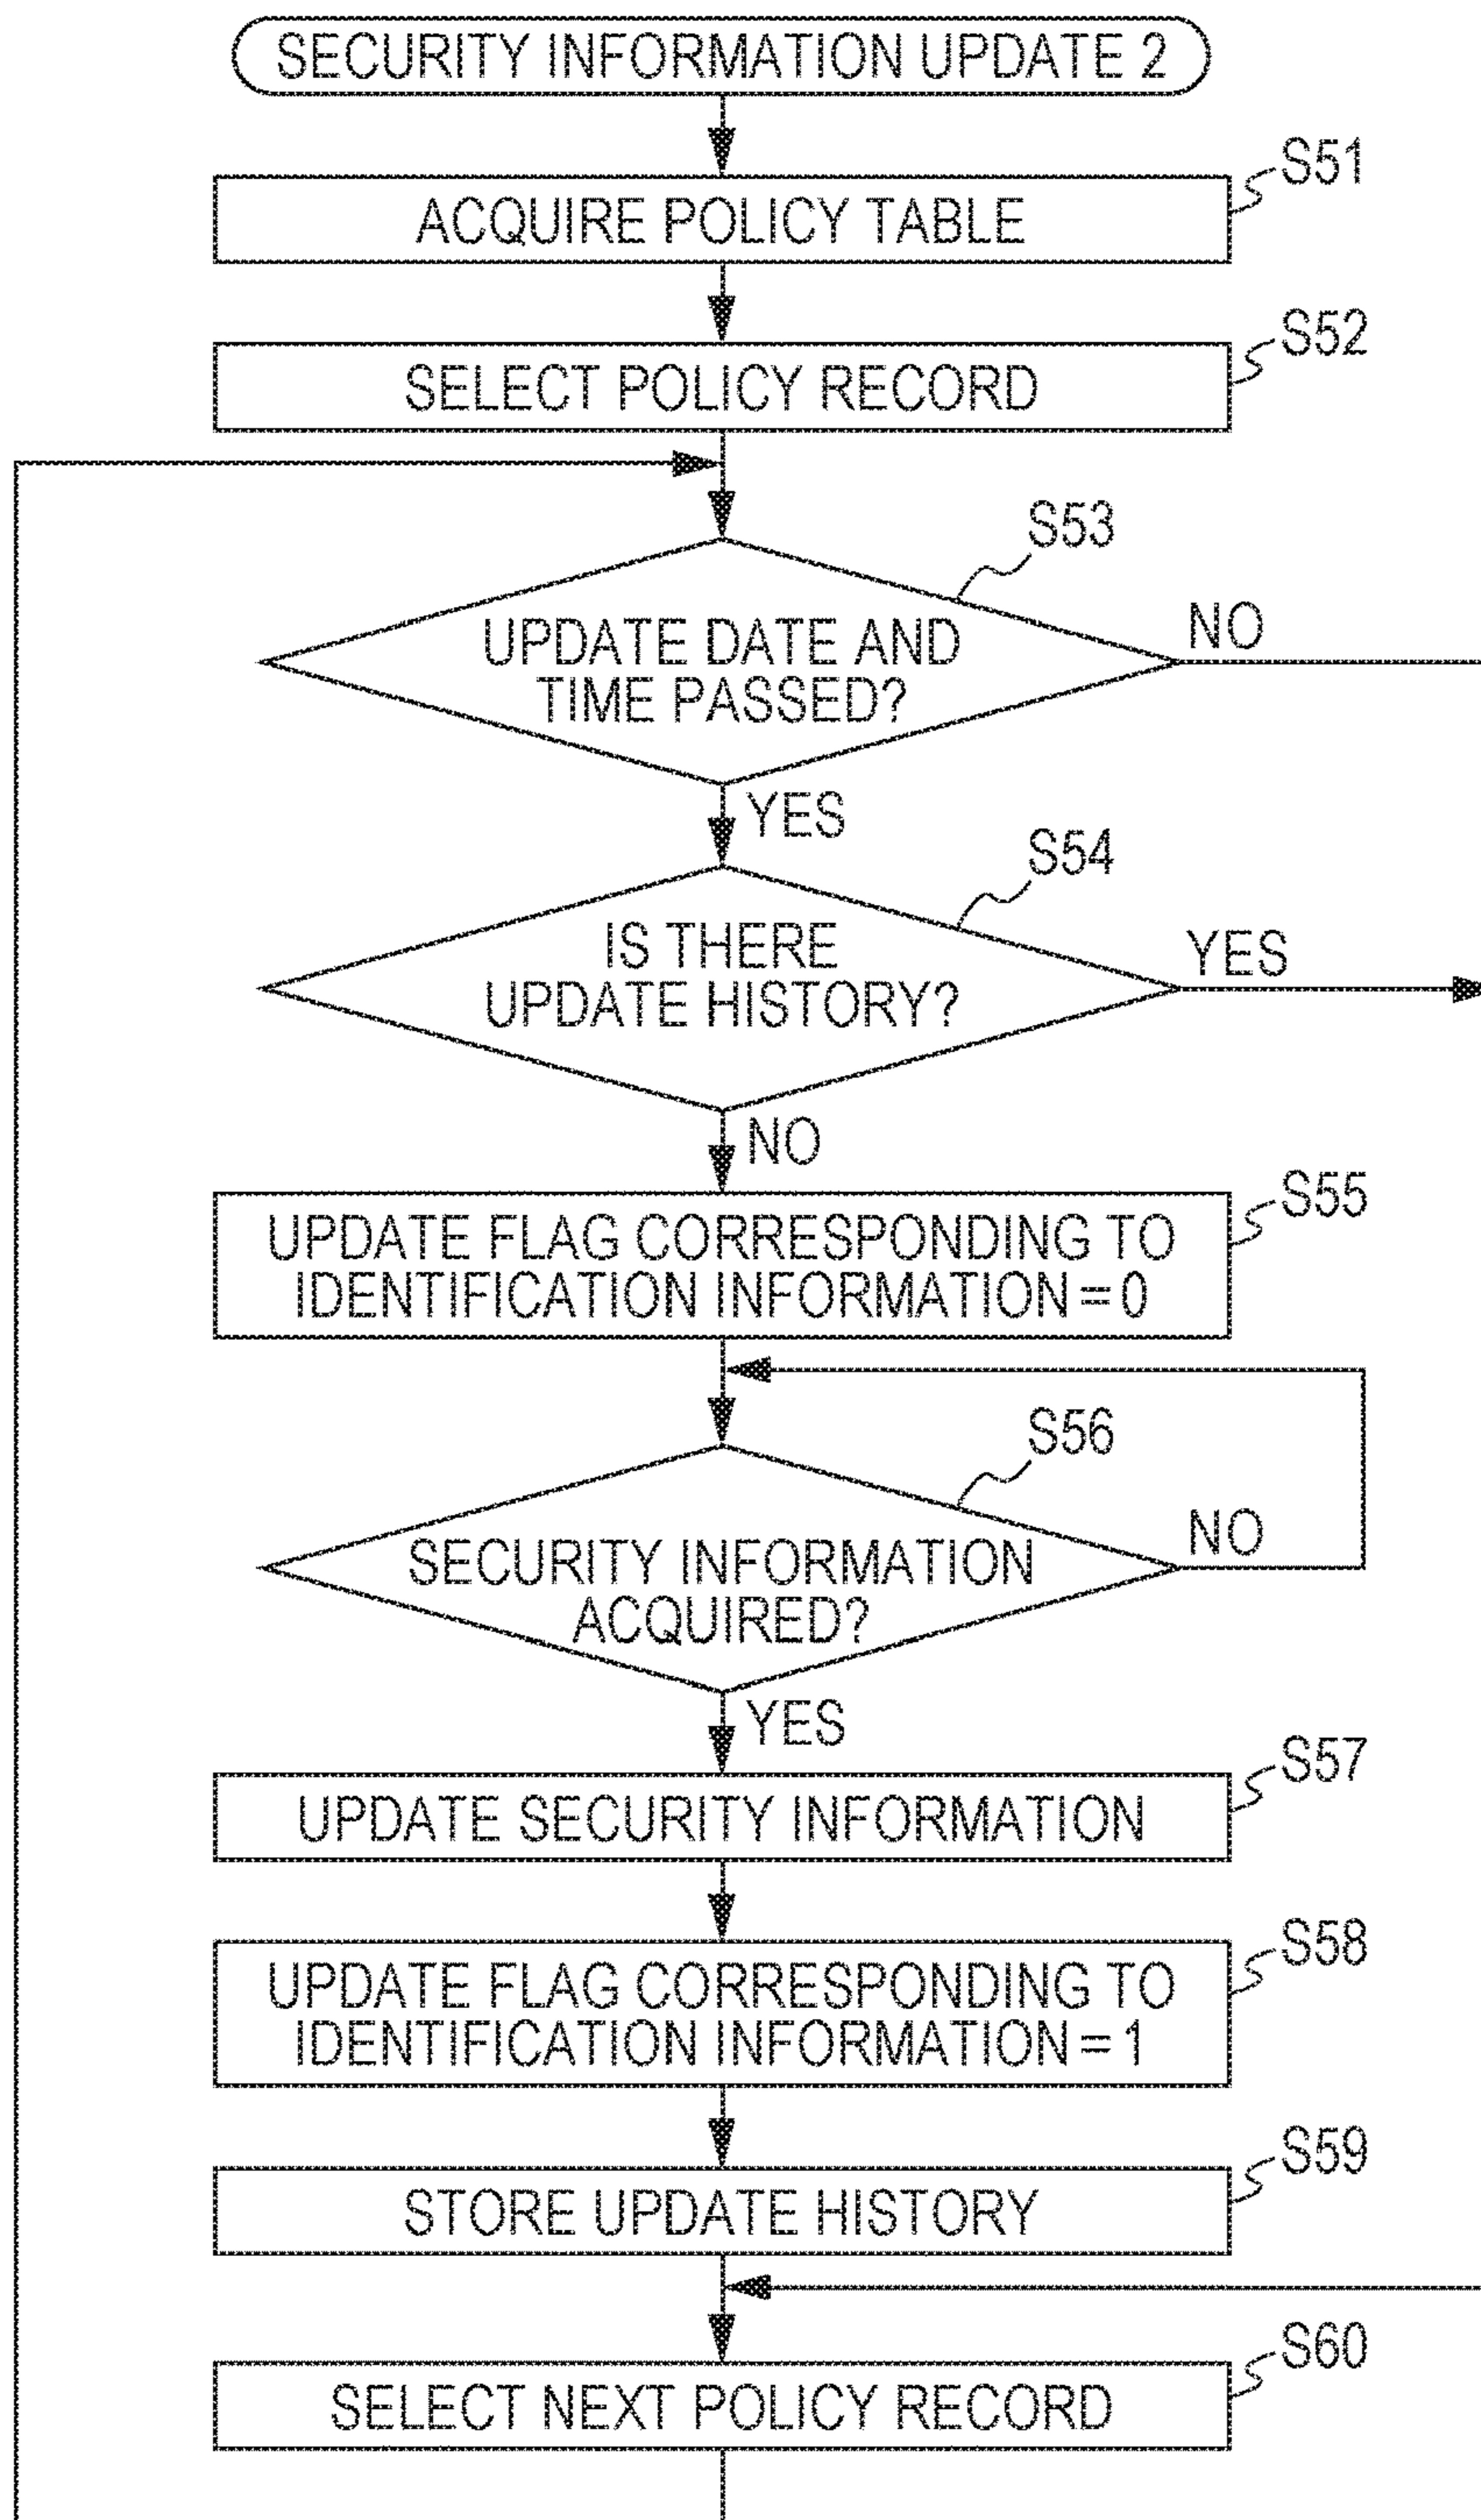 SECURITY INFORMATION UPDATE 2
S51
ACQUIRE POLICY TABLE
S52
SELECT POLICY RECORD
S53
NO
UPDATE DATE AND
TIME PASSED?
YES
S54
IS THERE
UPDATE HISTORY?
YES
NO
S55
UPDATE FLAG CORRESPONDING TO
IDENTIFICATION INFORMATION = 0
S56
NO
SECURITY INFORMATION
ACQUIRED?
YES
S57
UPDATE SECURITY INFORMATION
S58
UPDATE FLAG CORRESPONDING TO
IDENTIFICATION INFORMATION = 1
S59
STORE UPDATE HISTORY
S60
SELECT NEXT POLICY RECORD